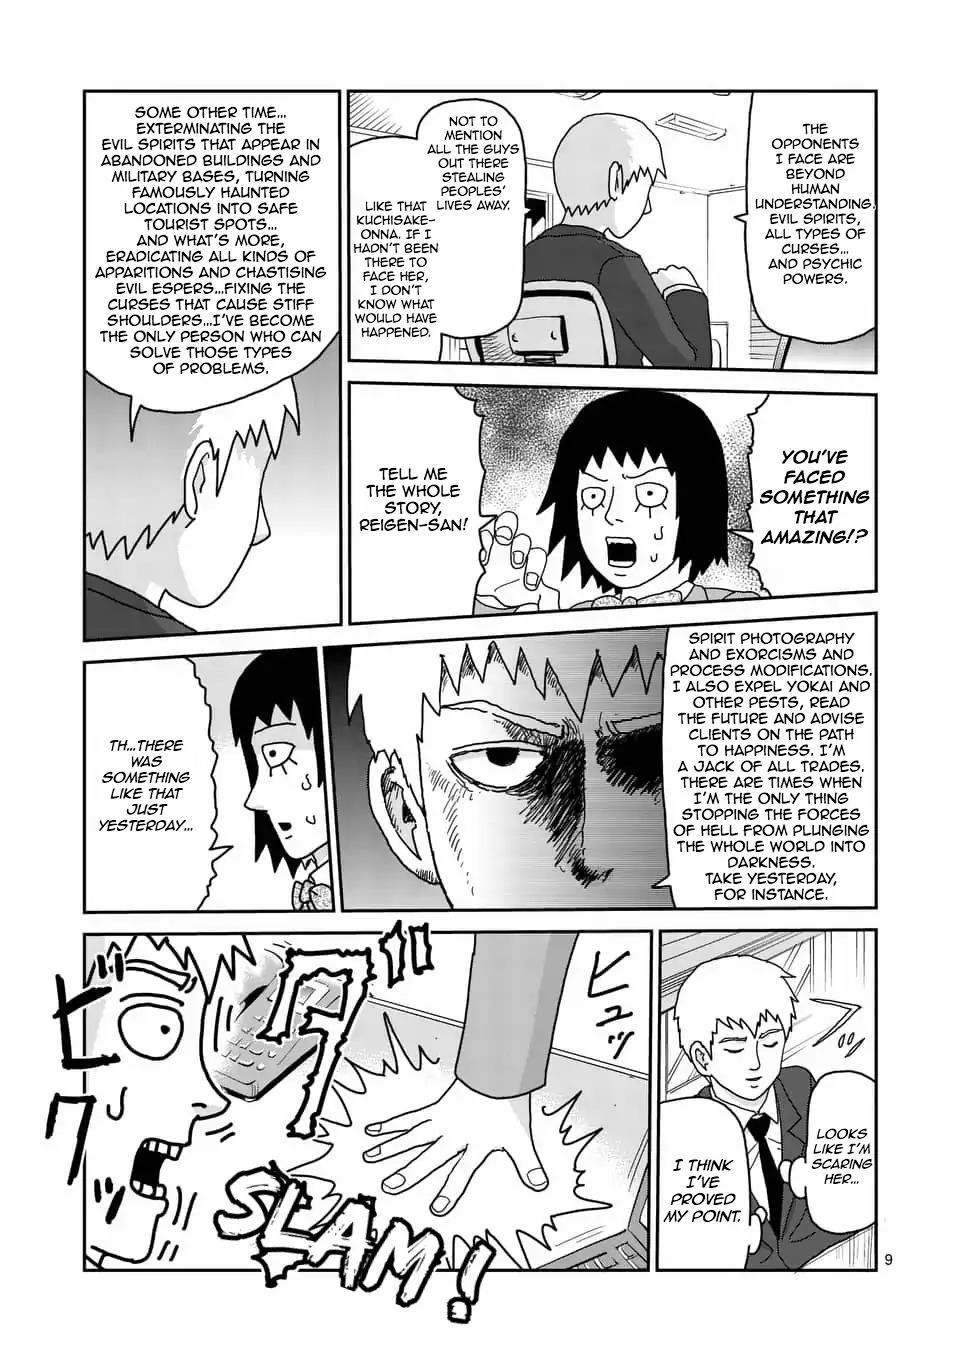 THE
OPPONENTS
I FACE ARE
BEYOND
HUMAN
UNDERSTANDING.
EVIL SPIRITS,
ALL TYPES OF
CURSES...
AND PSYCHIC
POWERS.
NOT TO
MENTION
ALL THE GUYS
OUT THERE
STEALING
PEOPLES'
LIVES AWAY.
LIKE THAT
KUCHISAKE-
ONNA. IF I
HADN'T BEEN
THERE TO
FACE HER,
I DON'T
KNOW WHAT
WOULD HAVE
HAPPENED.
SOME OTHER TIME...
EXTERMINATING THE
EVIL SPIRITS THAT APPEAR IN
ABANDONED BUILDINGS AND
MILITARY BASES, TURNING
FAMOUSLY HAUNTED
LOCATIONS INTO SAFE
TOURIST SPOTS...
AND WHAT'S MORE,
ERADICATING ALL KINDS OF
APPARITIONS AND CHASTISING
EVIL ESPERS...FIXING THE
CURSES THAT CAUSE STIFF
SHOULDERS...I'VE BECOME
THE ONLY PERSON WHO CAN
SOLVE THOSE TYPES
OF PROBLEMS.
YOU'VE
FACED
SOMETHING
THAT
AMAZING!?
TELL ME
THE WHOLE
STORY,
REIGEN-SAN!
SPIRIT PHOTOGRAPHY
AND EXORCISMS AND
PROCESS MODIFICATIONS.
I ALSO EXPEL YOKAI AND
OTHER PESTS, READ
THE FUTURE AND ADVISE
CLIENTS ON THE PATH
TO HAPPINESS. I'M
A JACK OF ALL TRADES.
THERE ARE TIMES WHEN
I'M THE ONLY THING
STOPPING THE FORCES
OF HELL FROM PLUNGING
THE WHOLE WORLD INTO
DARKNESS.
TAKE YESTERDAY,
FOR INSTANCE.
TH...THERE
WAS
SOMETHING
LIKE THAT
JUST
YESTERDAY...
LOOKS
LIKE I'M
SCARING
HER...
I THINK
I'VE
PROVED
MY POINT.
ヒュッ
SLAM!
ビクッ
9